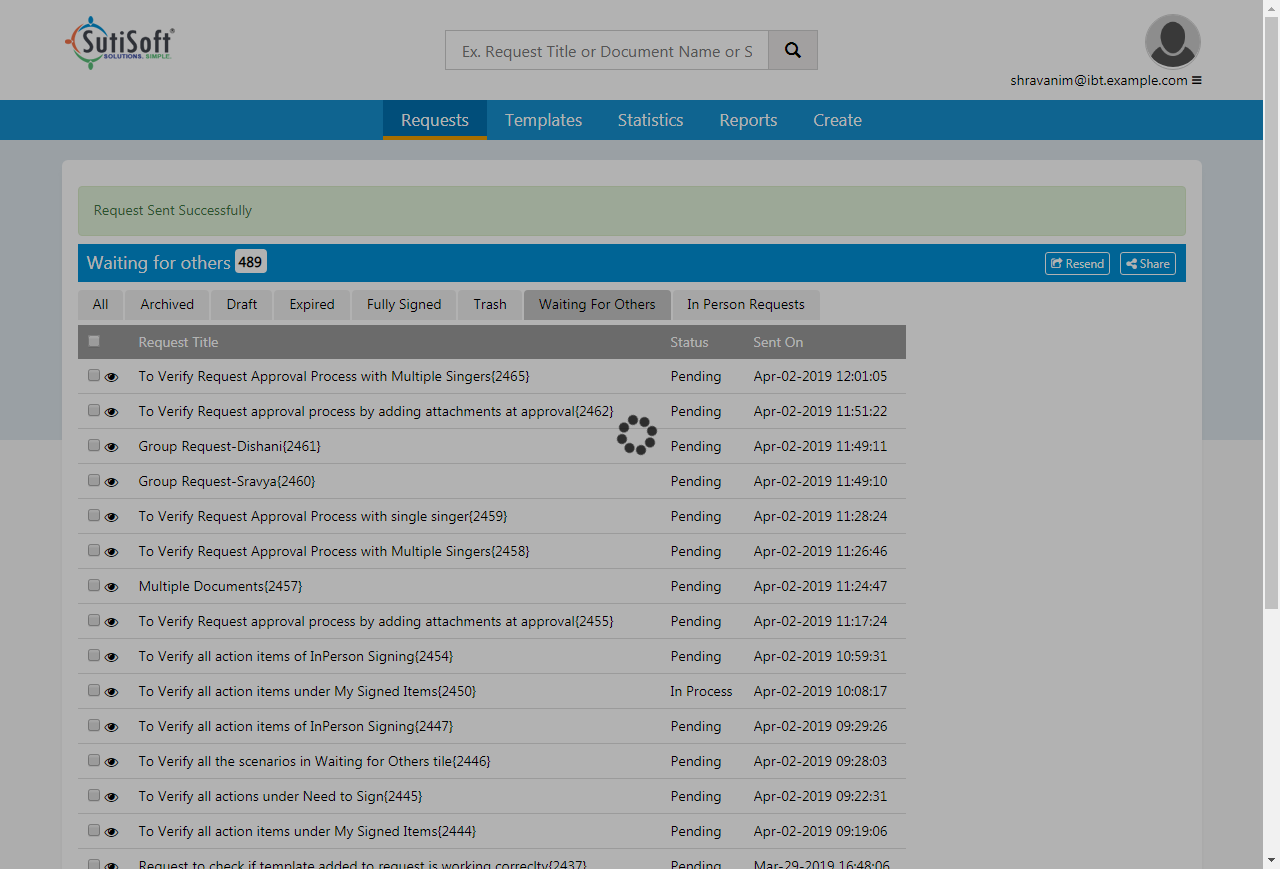 SutiSoft®
SOLUTIONS. SIMPLE.
Ex. Request Title or Document Name or S
shravanim@ibt.example.com
Requests Templates Statistics Reports Create
Request Sent Successfully
Waiting for others 489 Resend Share
All Archived Draft Expired Fully Signed Trash Waiting For Others In Person Requests
Request Title Status Sent On
To Verify Request Approval Process with Multiple Singers{2465} Pending Apr-02-2019 12:01:05
To Verify Request approval process by adding attachments at approval{2462} Pending Apr-02-2019 11:51:22
Group Request-Dishani{2461} Pending Apr-02-2019 11:49:11
Group Request-Sravya{2460} Pending Apr-02-2019 11:49:10
To Verify Request Approval Process with single singer{2459} Pending Apr-02-2019 11:28:24
To Verify Request Approval Process with Multiple Singers{2458} Pending Apr-02-2019 11:26:46
Multiple Documents{2457} Pending Apr-02-2019 11:24:47
To Verify Request approval process by adding attachments at approval{2455} Pending Apr-02-2019 11:17:24
To Verify all action items of InPerson Signing{2454} Pending Apr-02-2019 10:59:31
To Verify all action items under My Signed Items{2450} In Process Apr-02-2019 10:08:17
To Verify all action items of InPerson Signing{2447} Pending Apr-02-2019 09:29:26
To Verify all the scenarios in Waiting for Others tile{2446} Pending Apr-02-2019 09:28:03
To Verify all actions under Need to Sign{2445} Pending Apr-02-2019 09:22:31
To Verify all action items under My Signed Items{2444} Pending Apr-02-2019 09:19:06
Request to check if template added to request is working correclty{2437} Pending Mar-29-2019 16:48:06